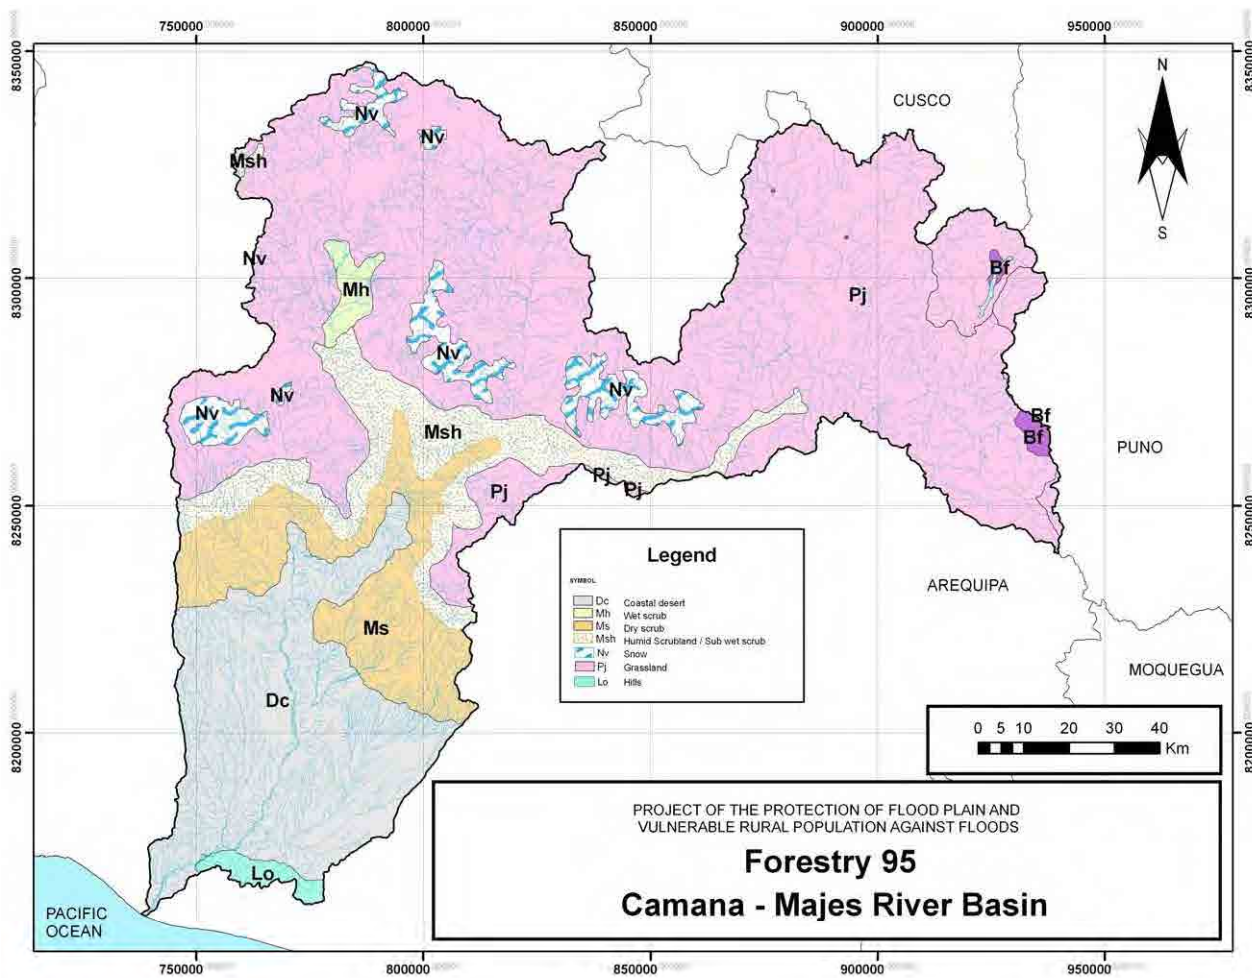 750000 800000 850000 900000 950000
8350000
8350000
N
S
CUSCO
Nv
Nv
Msh
Nv
Bf
8300000
8300000
Mh
Pj
Nv
Nv
Nv
Nv
Bf
Bf
Msh
PUNO
Pj
Pj
Pj
8250000
8250000
Legend
SYMBOL
Dc Coastal desert
Mh Wet scrub
Ms Dry scrub
Msh Humid Scrubland / Sub wet scrub
Nv Snow
Pj Grassland
Lo Hills
AREQUIPA
MOQUEGUA
Ms
Dc
8200000
8200000
0 5 10 20 30 40
Km
PROJECT OF THE PROTECTION OF FLOOD PLAIN AND
VULNERABLE RURAL POPULATION AGAINST FLOODS
Forestry 95
Camana - Majes River Basin
Lo
PACIFIC
OCEAN
750000 800000 850000 900000 950000